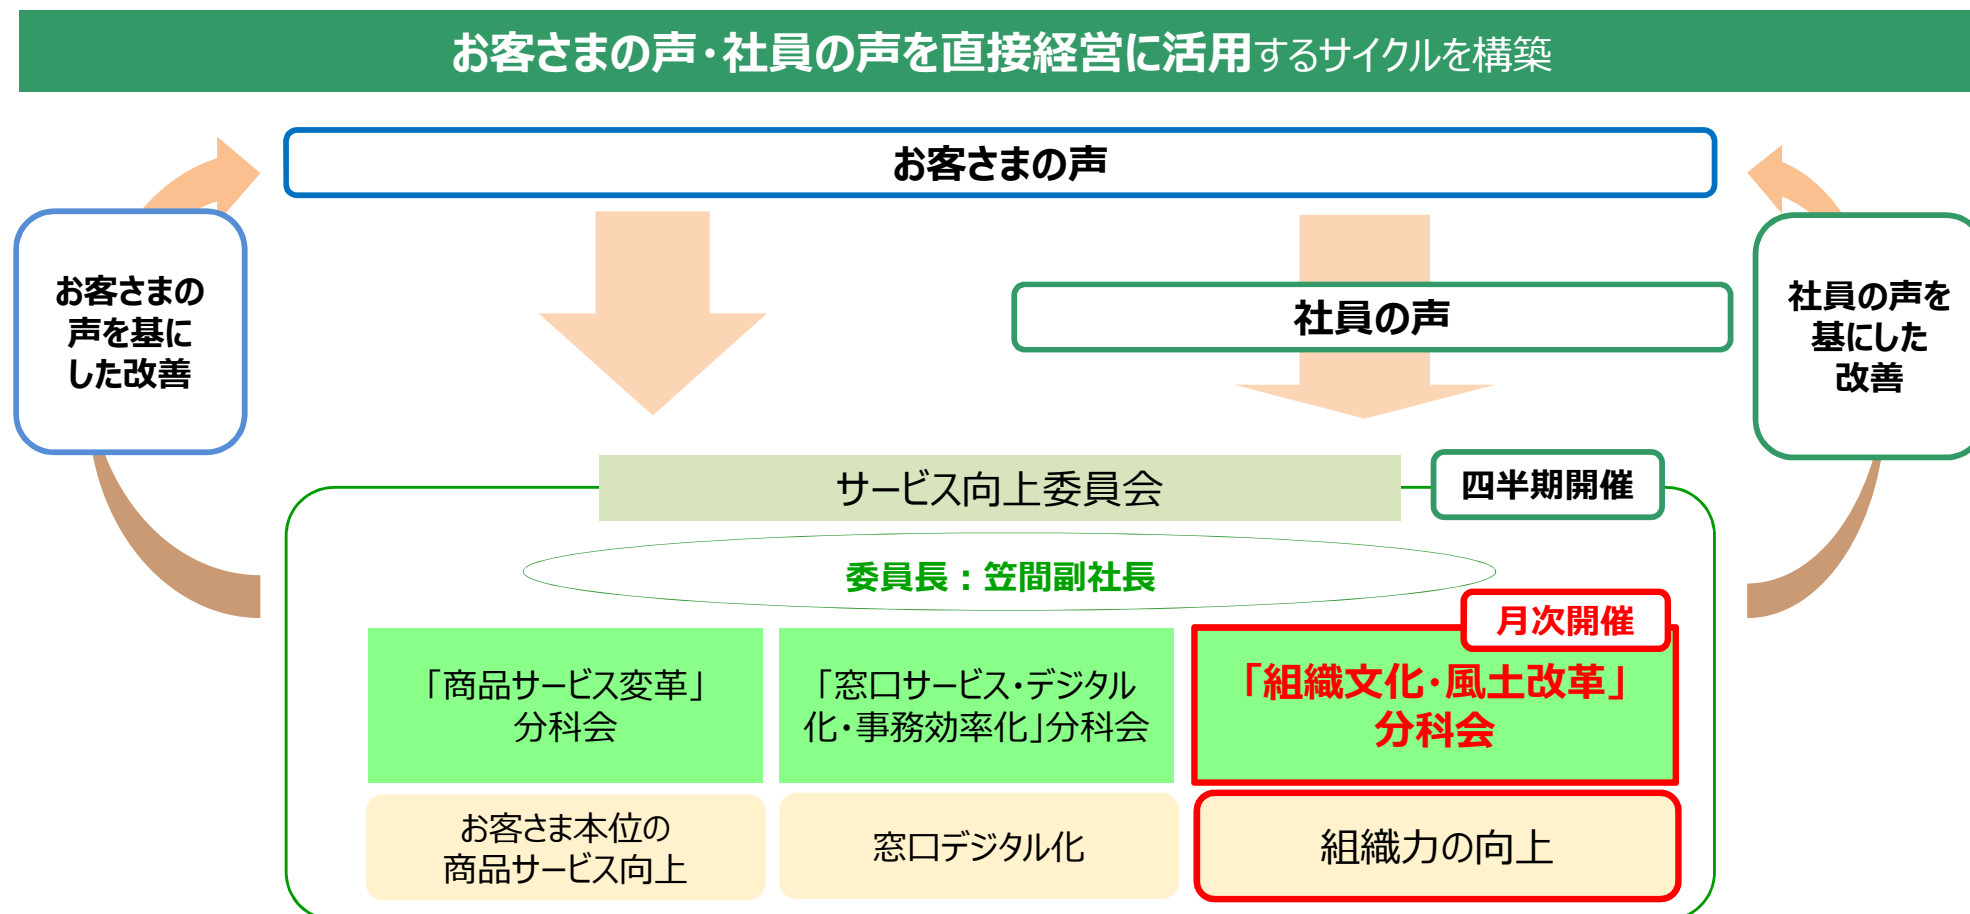 お客さまの声・社員の声を直接経営に活用するサイクルを構築
お客さまの声
お客さまの
声を基に
した改善
社員の声
社員の声を
基にした
改善
サービス向上委員会
四半期開催
委員長：笠間副社長
月次開催
「商品サービス変革」
分科会
「窓口サービス・デジタル
化・事務効率化」分科会
「組織文化・風土改革」
分科会
お客さま本位の
商品サービス向上
窓口デジタル化
組織力の向上